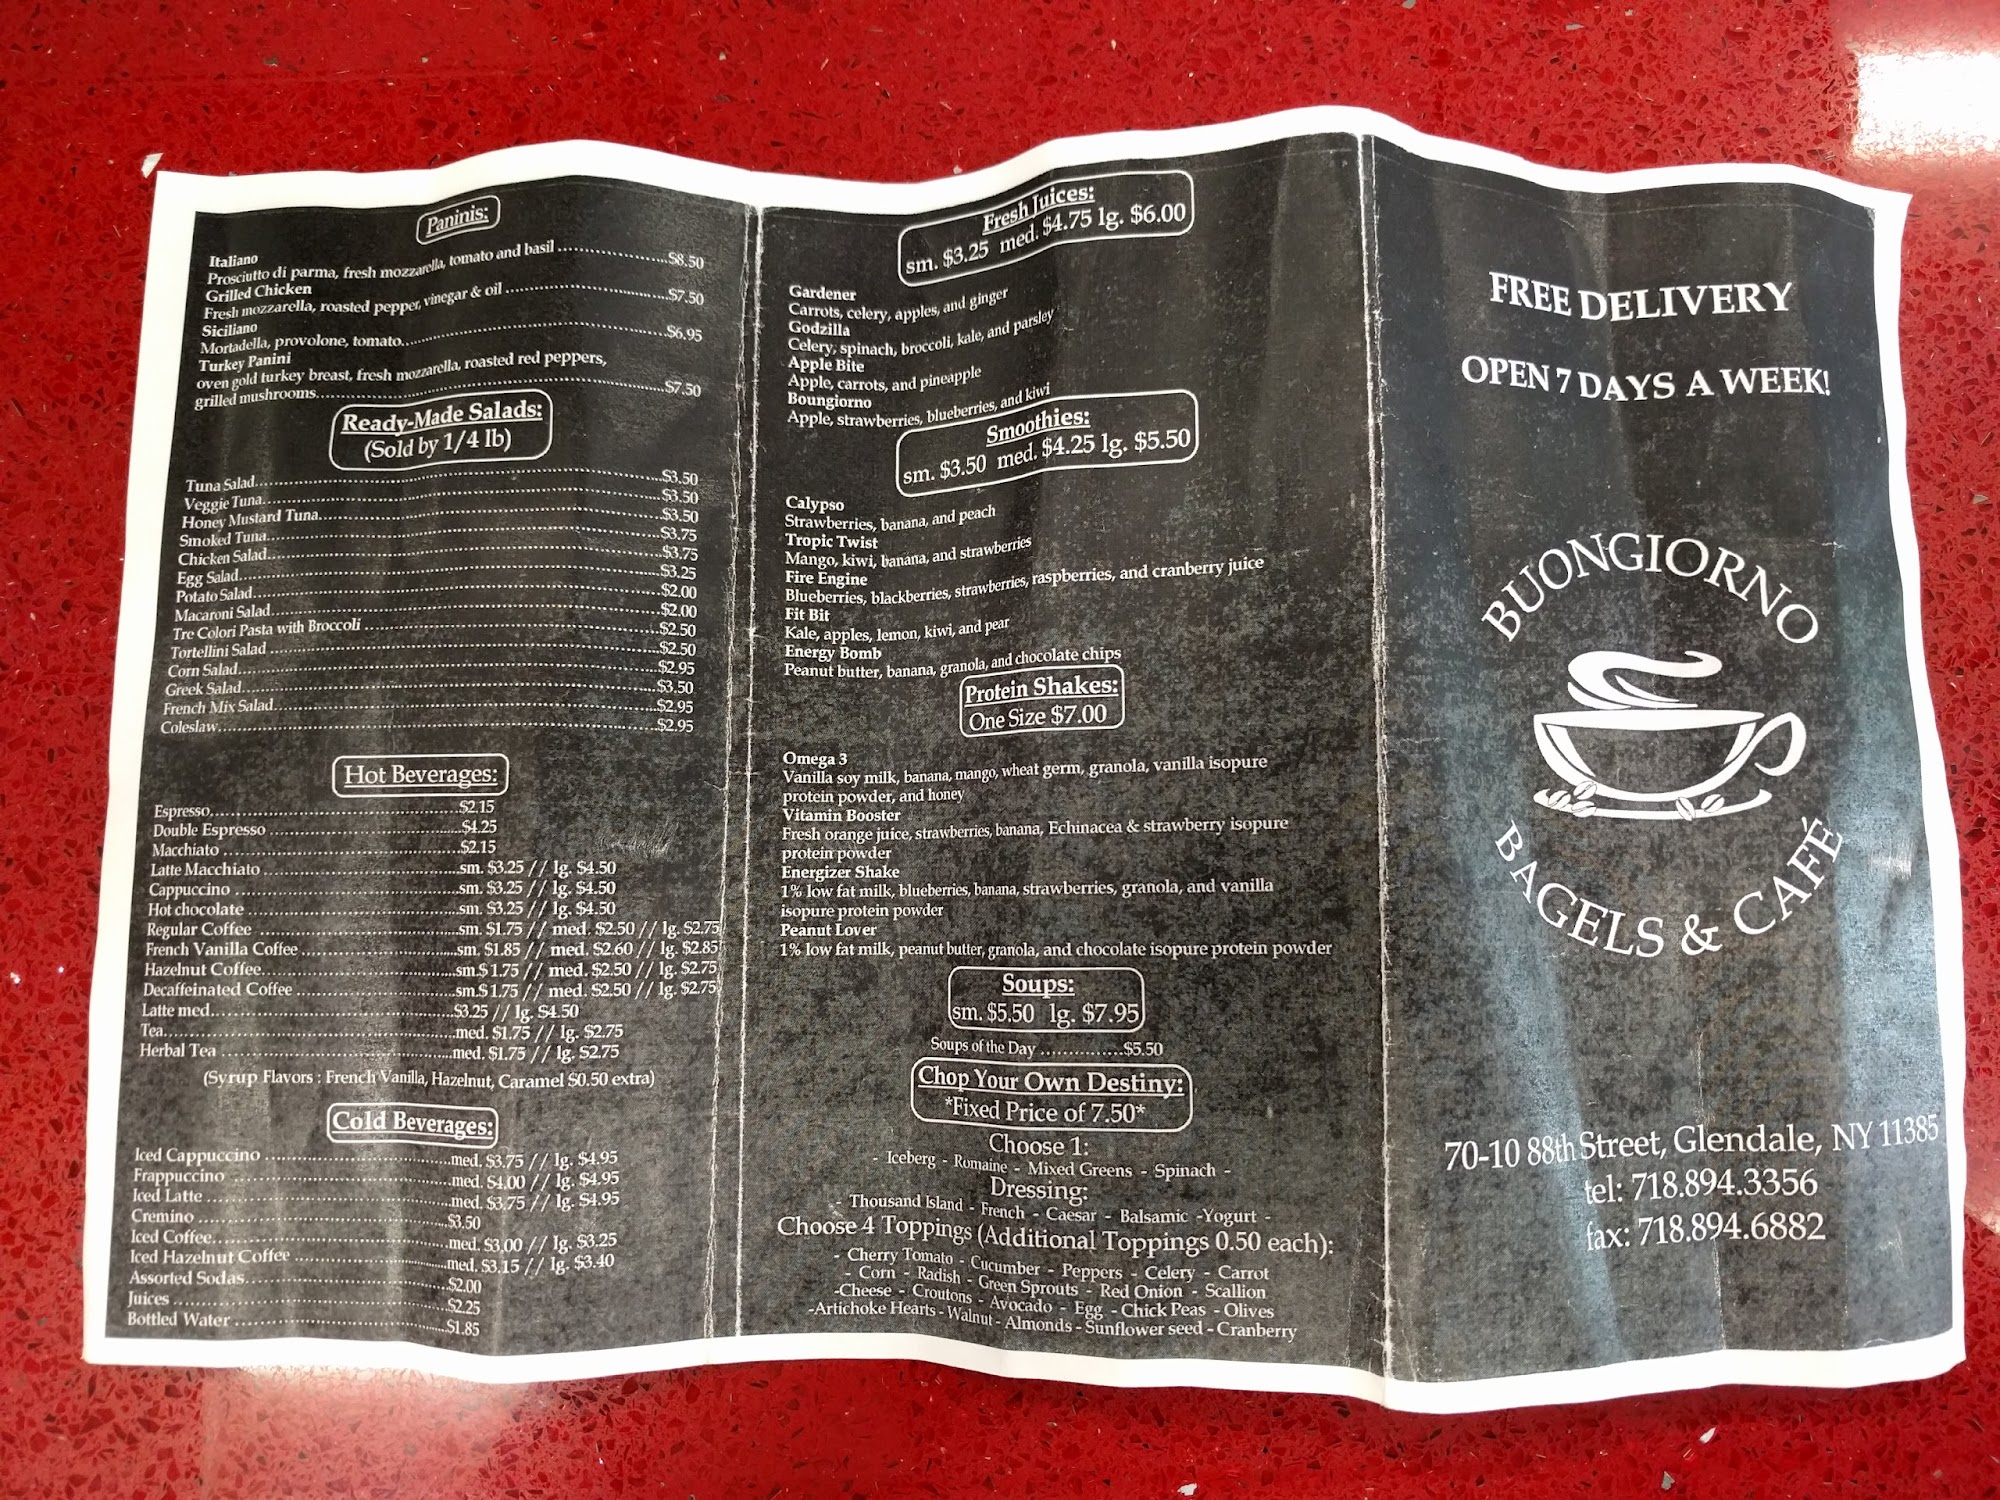 Paninis:
Italiano
Prosciutto di parma, fresh mozzarella, tomato and basil ..................$8.50
Grilled Chicken
Fresh mozzarella, roasted pepper, vinegar & oil ..........................$7.50
Siciliano
Mortadella, provolone, tomato..........................................$6.95
Turkey Panini
oven gold turkey breast, fresh mozzarella, roasted red peppers,
grilled mushrooms......................................................$7.50
Ready-Made Salads:
(Sold by 1/4 lb)
Tuna Salad.............................................................$3.50
Veggie Tuna............................................................$3.50
Honey Mustard Tuna.....................................................$3.50
Smoked Tuna............................................................$3.75
Chicken Salad..........................................................$3.75
Egg Salad..............................................................$3.25
Potato Salad...........................................................$2.00
Macaroni Salad.........................................................$2.00
Tre Colori Pasta with Broccoli ........................................$2.50
Tortellini Salad ......................................................$2.50
Corn Salad.............................................................$2.95
Greek Salad............................................................$3.50
French Mix Salad.......................................................$2.95
Coleslaw...............................................................$2.95
Hot Beverages:
Espresso...............................................$2.15
Double Espresso .......................................$4.25
Macchiato .............................................$2.15
Latte Macchiato .......................................sm. $3.25 // lg. $4.50
Cappuccino ............................................sm. $3.25 // lg. $4.50
Hot chocolate .........................................sm. $3.25 // lg. $4.50
Regular Coffee ........................................sm. $1.75 // med. $2.50 // lg. $2.75
French Vanilla Coffee .................................sm. $1.85 // med. $2.60 // lg. $2.85
Hazelnut Coffee........................................sm.$1.75 // med. $2.50 // lg. $2.75
Decaffeinated Coffee ..................................sm.$1.75 // med. $2.50 // lg. $2.75
Latte med..............................................$3.25 // lg. $4.50
Tea....................................................med. $1.75 // lg. $2.75
Herbal Tea ............................................med. $1.75 // lg. $2.75
(Syrup Flavors : French Vanilla, Hazelnut, Caramel $0.50 extra)
Cold Beverages:
Iced Cappuccino .......................................med. $3.75 // lg. $4.95
Frappuccino ...........................................med. $4.00 // lg. $4.95
Iced Latte ............................................med. $3.75 // lg. $4.95
Cremino ...............................................$3.50
Iced Coffee............................................med. $3.00 // lg. $3.25
Iced Hazelnut Coffee ..................................med. $3.15 // lg. $3.40
Assorted Sodas.........................................$2.00
Juices ................................................$2.25
Bottled Water .........................................$1.85
Fresh Juices:
sm. $3.25 med. $4.75 lg. $6.00
Gardener
Carrots, celery, apples, and ginger
Godzilla
Celery, spinach, broccoli, kale, and parsley
Apple Bite
Apple, carrots, and pineapple
Boungiorno
Apple, strawberries, blueberries, and kiwi
Smoothies:
sm. $3.50 med. $4.25 lg. $5.50
Calypso
Strawberries, banana, and peach
Tropic Twist
Mango, kiwi, banana, and strawberries
Fire Engine
Blueberries, blackberries, strawberries, raspberries, and cranberry juice
Fit Bit
Kale, apples, lemon, kiwi, and pear
Energy Bomb
Peanut butter, banana, granola, and chocolate chips
Protein Shakes:
One Size $7.00
Omega 3
Vanilla soy milk, banana, mango, wheat germ, granola, vanilla isopure
protein powder, and honey
Vitamin Booster
Fresh orange juice, strawberries, banana, Echinacea & strawberry isopure
protein powder
Energizer Shake
1% low fat milk, blueberries, banana, strawberries, granola, and vanilla
isopure protein powder
Peanut Lover
1% low fat milk, peanut butter, granola, and chocolate isopure protein powder
Soups:
sm. $5.50 lg. $7.95
Soups of the Day ...............$5.50
Chop Your Own Destiny:
*Fixed Price of 7.50*
Choose 1:
- Iceberg - Romaine - Mixed Greens - Spinach -
Dressing:
- Thousand Island - French - Caesar - Balsamic -Yogurt -
Choose 4 Toppings (Additional Toppings 0.50 each):
- Cherry Tomato - Cucumber - Peppers - Celery - Carrot
- Corn - Radish - Green Sprouts - Red Onion - Scallion
-Cheese - Croutons - Avocado - Egg - Chick Peas - Olives
-Artichoke Hearts - Walnut - Almonds - Sunflower seed - Cranberry
FREE DELIVERY
OPEN 7 DAYS A WEEK!
BUONGIORNO
BAGELS & CAFÉ
70-10 88th Street, Glendale, NY 11385
tel: 718.894.3356
fax: 718.894.6882